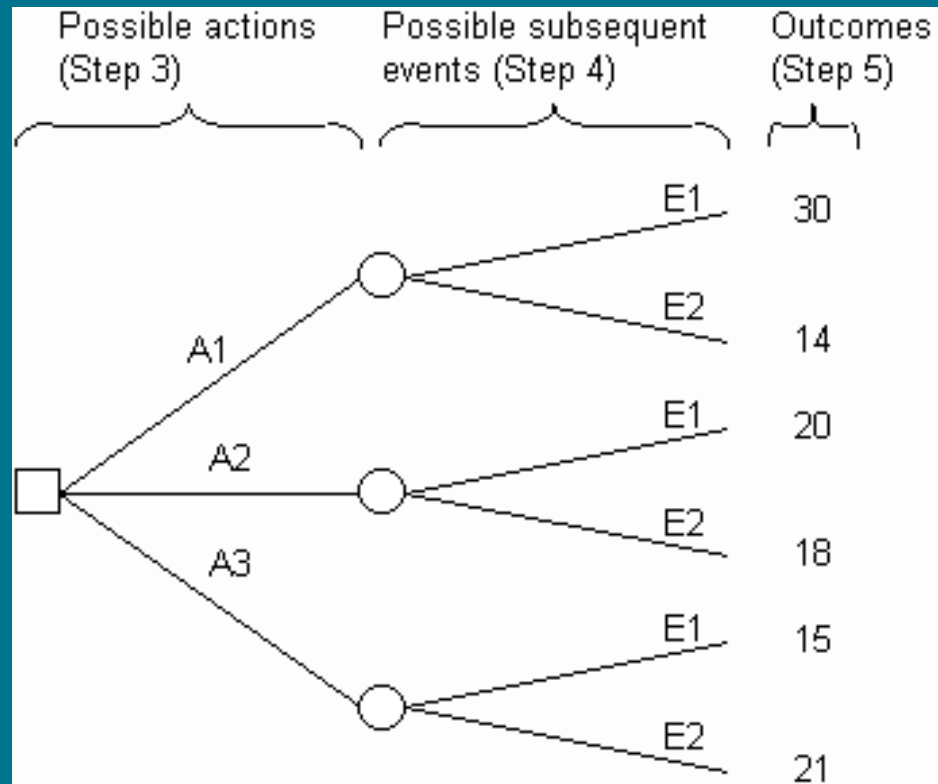 Possible actions
(Step 3)
Possible subsequent
events (Step 4)
Outcomes
(Step 5)
E1
30
E2
14
A1
E1
20
A2
E2
18
A3
E1
15
E2
21